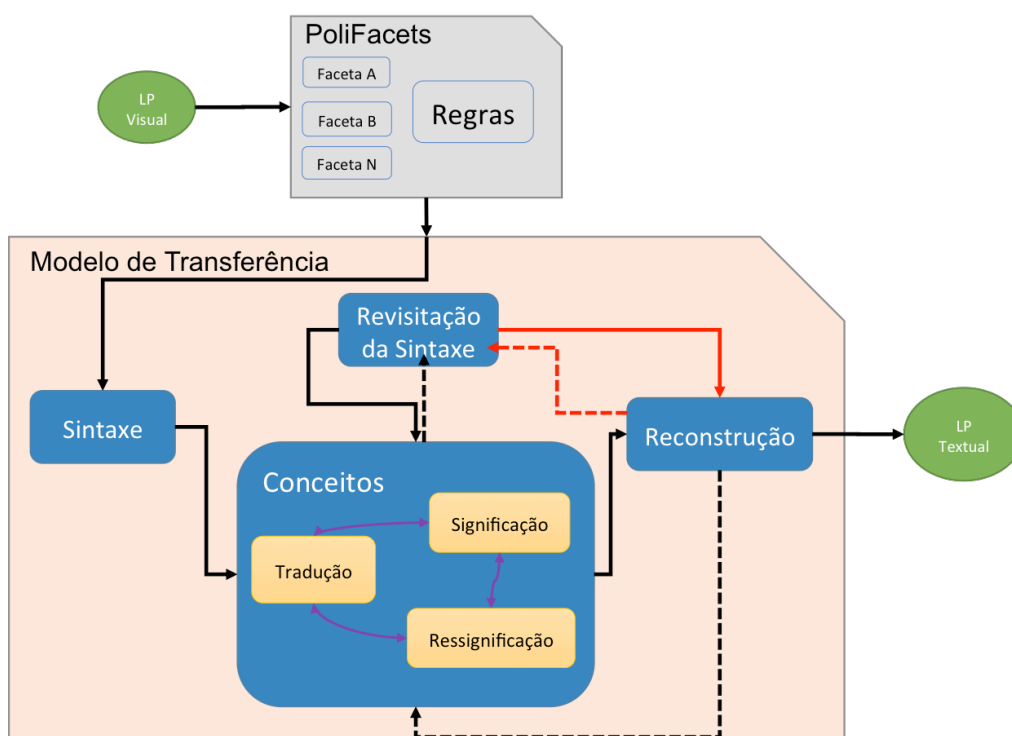 PoliFacets
LP
Visual
Faceta A
Faceta B
Faceta N
Regras
Modelo de Transferência
Revisitação
da Sintaxe
Sintaxe
Reconstrução
LP
Textual
Conceitos
Significação
Tradução
Ressignificação